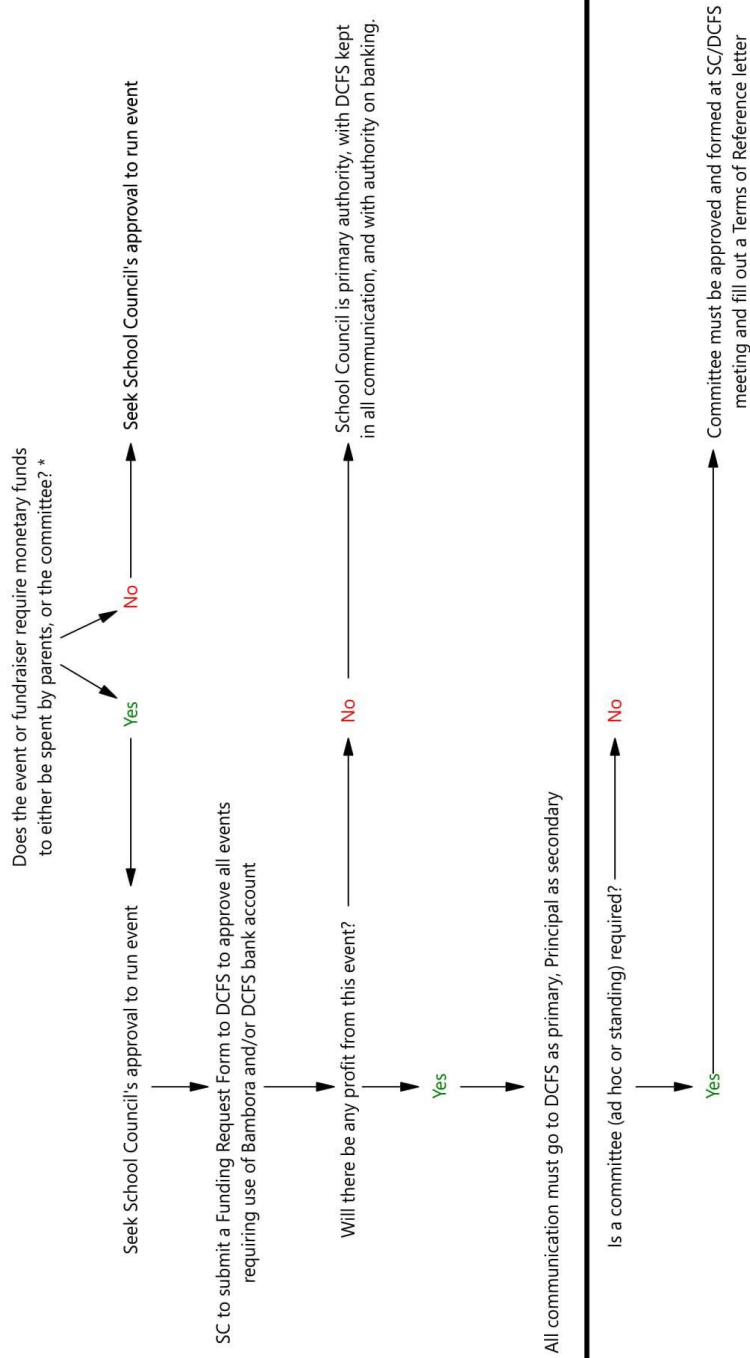 Does the event or fundraiser require monetary funds
to either be spent by parents, or the committee? *
Yes
No
Seek School Council's approval to run event
Seek School Council's approval to run event
SC to submit a Funding Request Form to DCFS to approve all events
requiring use of Bambora and/or DCFS bank account
Will there be any profit from this event?
No
School Council is primary authority, with DCFS kept
in all communication, and with authority on banking.
Yes
All communication must go to DCFS as primary, Principal as secondary
Is a committee (ad hoc or standing) required?
No
Yes
Committee must be approved and formed at SC/DCFS
meeting and fill out a Terms of Reference letter